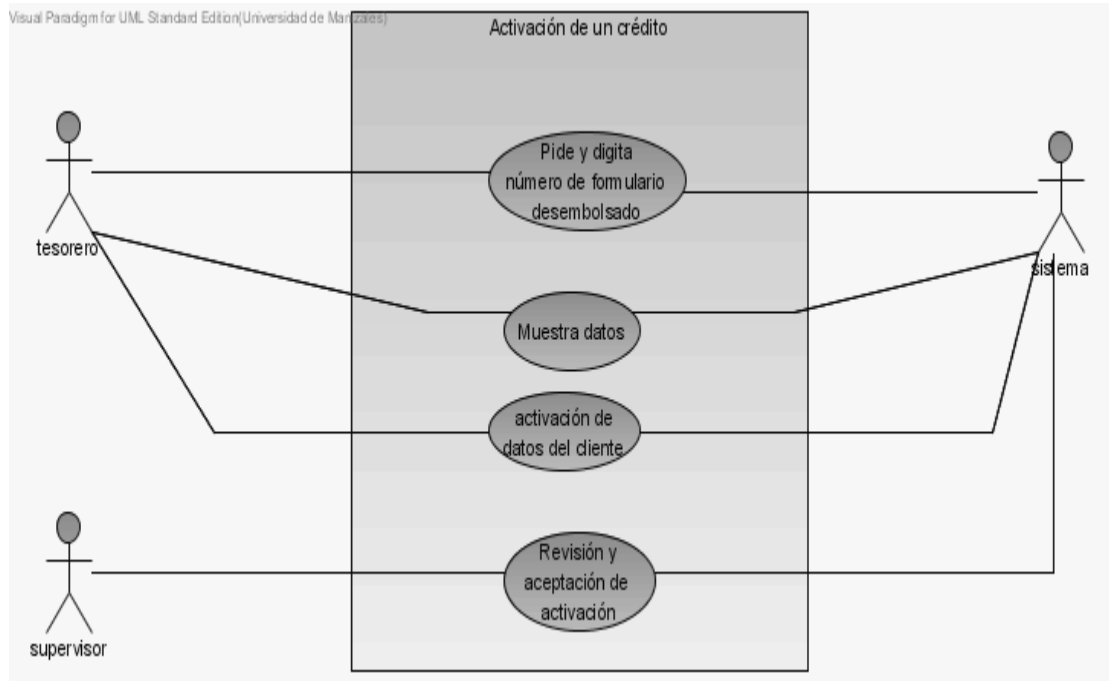 Visual Paradigm for UML Standard Edition(Universidad de Manizales)
Activación de un crédito
Pide y digita
número de formulario
desembolsado
tesorero
sistema
Muestra datos
activación de
datos del cliente
Revisión y
aceptación de
activación
supervisor